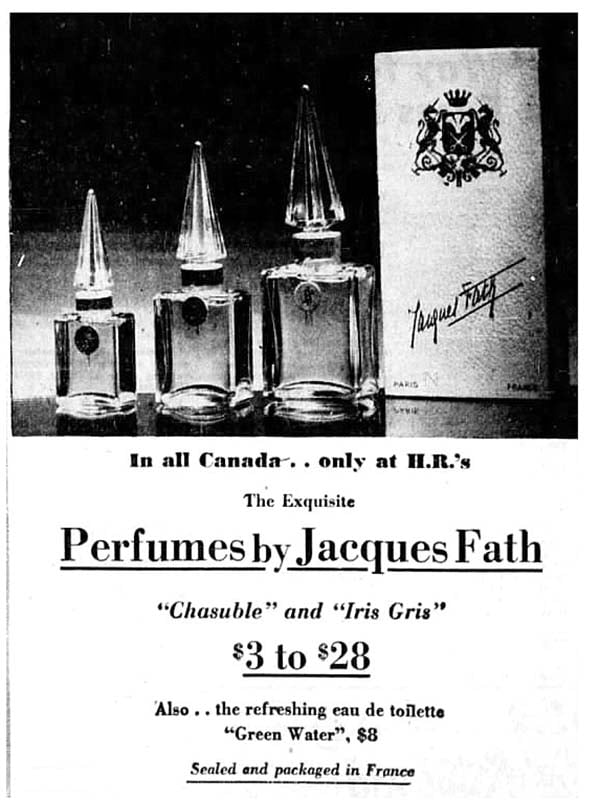 Jacques Fath
PARIS
FRANCE
In all Canada . . only at H.R.'s
The Exquisite
Perfumes by Jacques Fath
“Chasuble” and “Iris Gris”
$3 to $28
Also . . the refreshing eau de toilette
“Green Water”, $8
Sealed and packaged in France